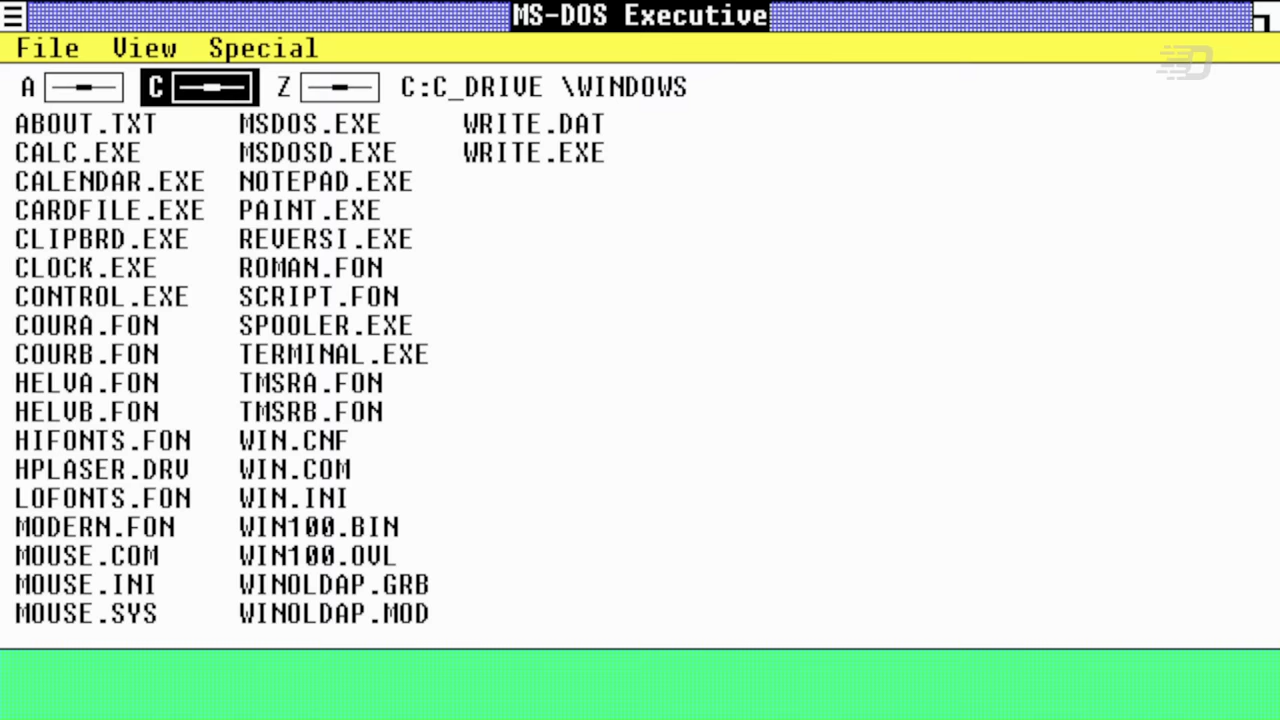 MS-DOS Executive
File View Special
A C Z C:C_DRIVE \WINDOWS
ABOUT.TXT MSDOS.EXE WRITE.DAT
CALC.EXE MSDOSD.EXE WRITE.EXE
CALENDAR.EXE NOTEPAD.EXE
CARDFILE.EXE PAINT.EXE
CLIPBRD.EXE REVERSI.EXE
CLOCK.EXE ROMAN.FON
CONTROL.EXE SCRIPT.FON
COURA.FON SPOOLER.EXE
COURB.FON TERMINAL.EXE
HELVA.FON TMSRA.FON
HELVB.FON TMSRB.FON
HIFONTS.FON WIN.CNF
HPLASER.DRV WIN.COM
LOFONTS.FON WIN.INI
MODERN.FON WIN100.BIN
MOUSE.COM WIN100.OVL
MOUSE.INI WINOLDAP.GRB
MOUSE.SYS WINOLDAP.MOD